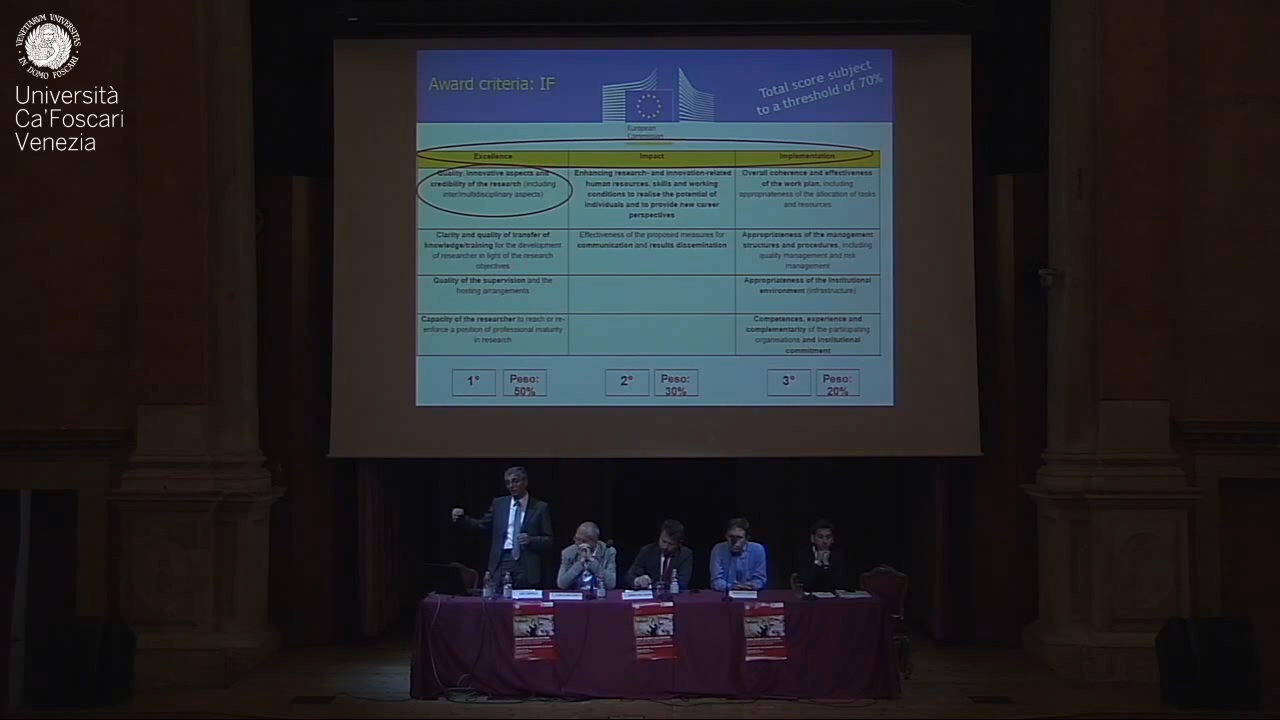 VENETIARVM VNIVERSITAS
IN DOMO FOSCARI
Università
Ca'Foscari
Venezia
Award criteria: IF
European
Commission
Total score subject
to a threshold of 70%
Excellence
Impact
Implementation
Quality, innovative aspects and
credibility of the research (including
inter/multidisciplinary aspects)
Enhancing research- and innovation-related
human resources, skills and working
conditions to realise the potential of
individuals and to provide new career
perspectives
Overall coherence and effectiveness
of the work plan, including
appropriateness of the allocation of tasks
and resources
Clarity and quality of transfer of
knowledge/training for the development
of researcher in light of the research
objectives
Effectiveness of the proposed measures for
communication and results dissemination
Appropriateness of the management
structures and procedures, including
quality management and risk
management
Quality of the supervision and the
hosting arrangements
Appropriateness of the institutional
environment (infrastructure)
Capacity of the researcher to reach or re-
enforce a position of professional maturity
in research
Competences, experience and
complementarity of the participating
organisations and institutional
commitment
1°
Peso:
50%
2°
Peso:
30%
3°
Peso:
20%